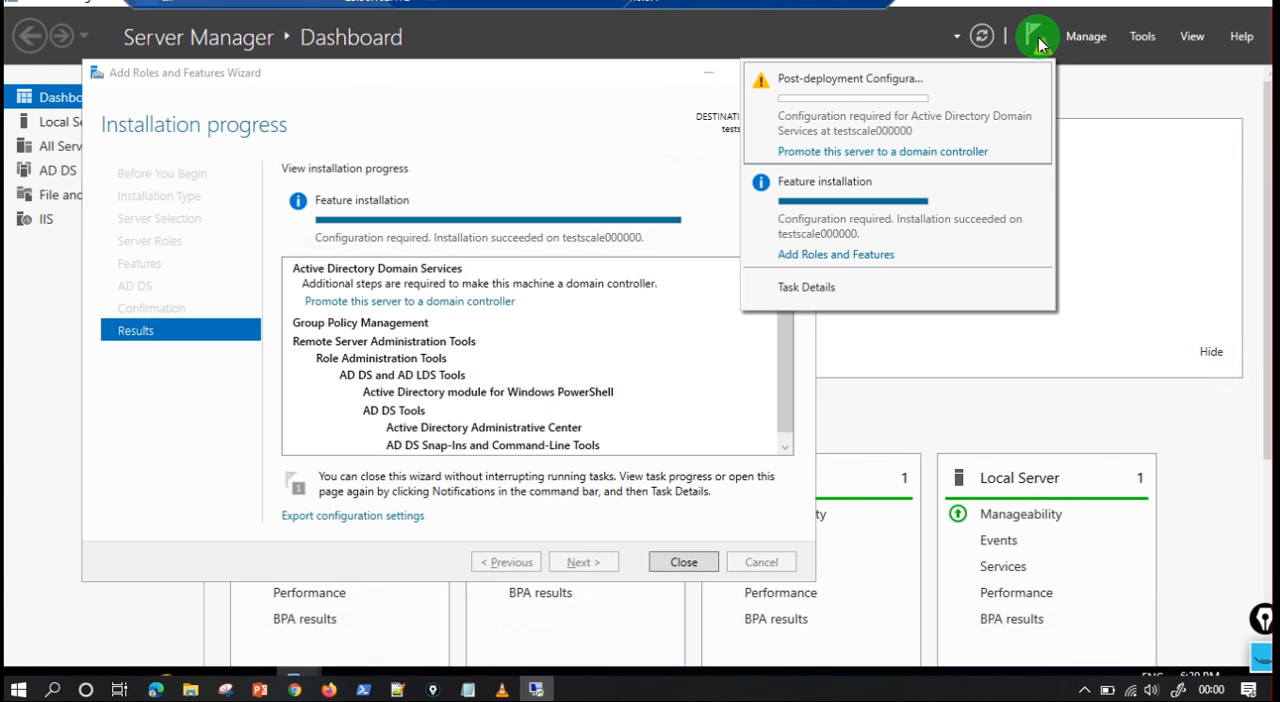 Server Manager ‣ Dashboard
Manage Tools View Help
Dashbo
Local Se
All Serv
AD DS
File and
IIS
Add Roles and Features Wizard
Installation progress
DESTINATI
tests
Before You Begin
Installation Type
Server Selection
Server Roles
Features
AD DS
Confirmation
Results
View installation progress
Feature installation
Configuration required. Installation succeeded on testscale000000.
Active Directory Domain Services
Additional steps are required to make this machine a domain controller.
Promote this server to a domain controller
Group Policy Management
Remote Server Administration Tools
Role Administration Tools
AD DS and AD LDS Tools
Active Directory module for Windows PowerShell
AD DS Tools
Active Directory Administrative Center
AD DS Snap-Ins and Command-Line Tools
1
You can close this wizard without interrupting running tasks. View task progress or open this
page again by clicking Notifications in the command bar, and then Task Details.
Export configuration settings
< Previous
Next >
Close
Cancel
Post-deployment Configura...
Configuration required for Active Directory Domain
Services at testscale000000
Promote this server to a domain controller
Feature installation
Configuration required. Installation succeeded on
testscale000000.
Add Roles and Features
Task Details
Hide
1
ty
Local Server 1
Manageability
Events
Services
Performance
BPA results
Performance
BPA results
BPA results
Performance
BPA results
00:00